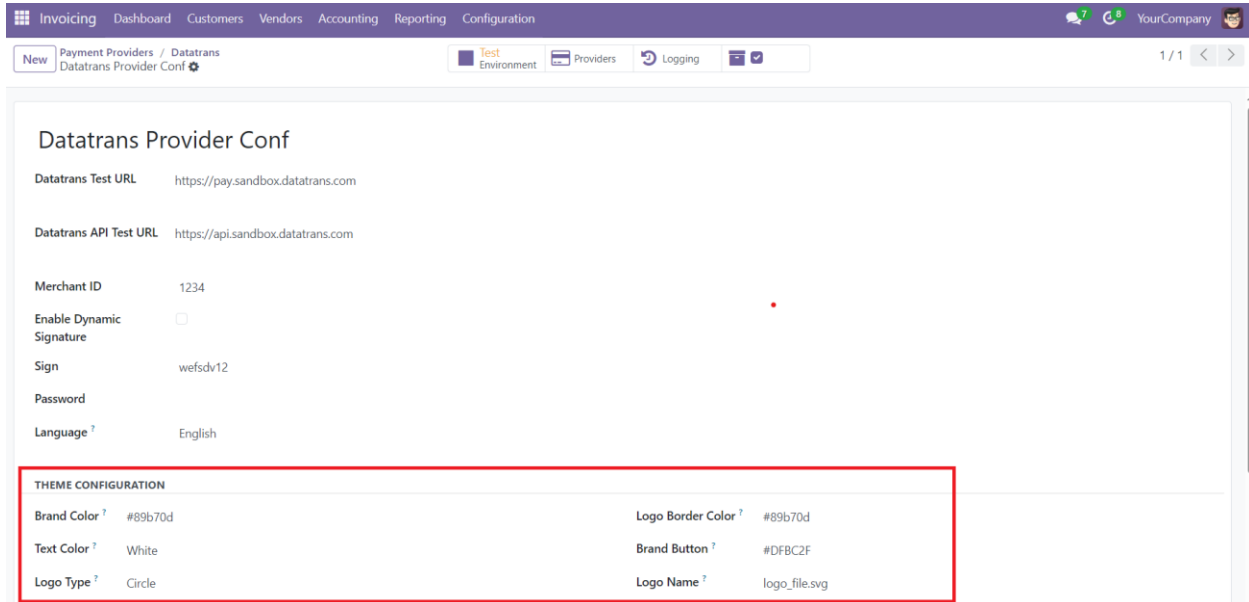 Invoicing Dashboard Customers Vendors Accounting Reporting Configuration 7 8 YourCompany
New Payment Providers / Datatrans
Datatrans Provider Conf
Test Environment Providers Logging 1 / 1
Datatrans Provider Conf
Datatrans Test URL https://pay.sandbox.datatrans.com
Datatrans API Test URL https://api.sandbox.datatrans.com
Merchant ID 1234
Enable Dynamic
Signature
Sign wefsdv12
Password
Language ? English
THEME CONFIGURATION
Brand Color ? #89b70d Logo Border Color ? #89b70d
Text Color ? White Brand Button ? #DFBC2F
Logo Type ? Circle Logo Name ? logo_file.svg